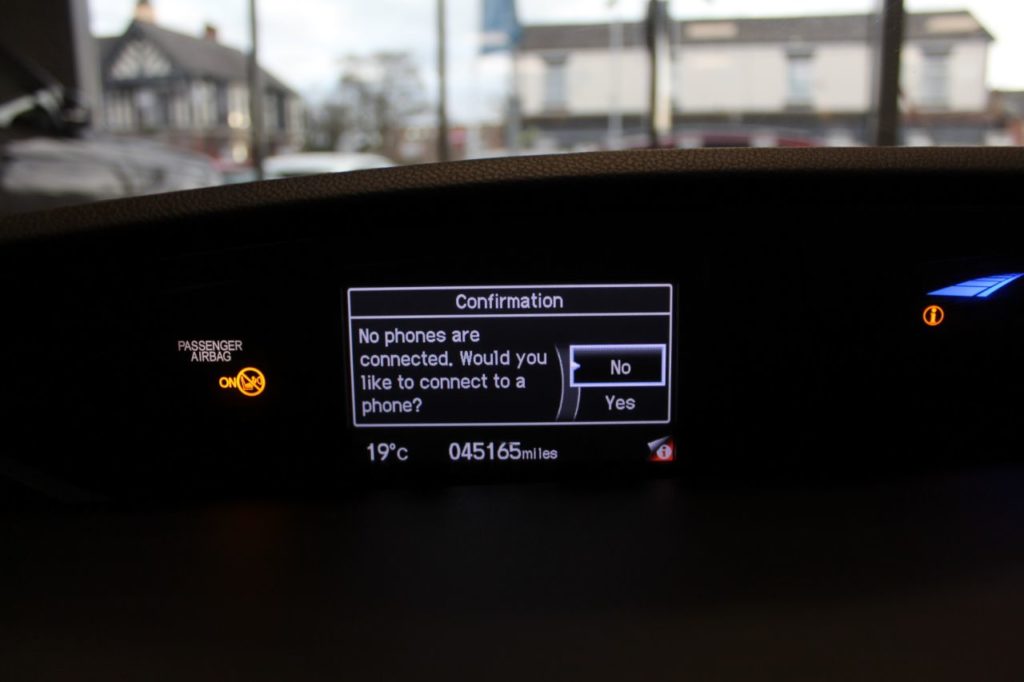 Confirmation
No phones are
connected. Would you
like to connect to a
phone?
No
Yes
PASSENGER
AIRBAG
ON
19°C 045165miles